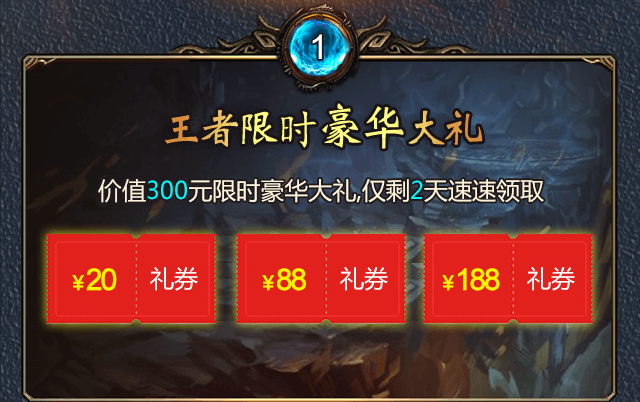 1
王者限时豪华大礼
价值300元限时豪华大礼,仅剩2天速速领取
¥20 礼券 ¥88 礼券 ¥188 礼券